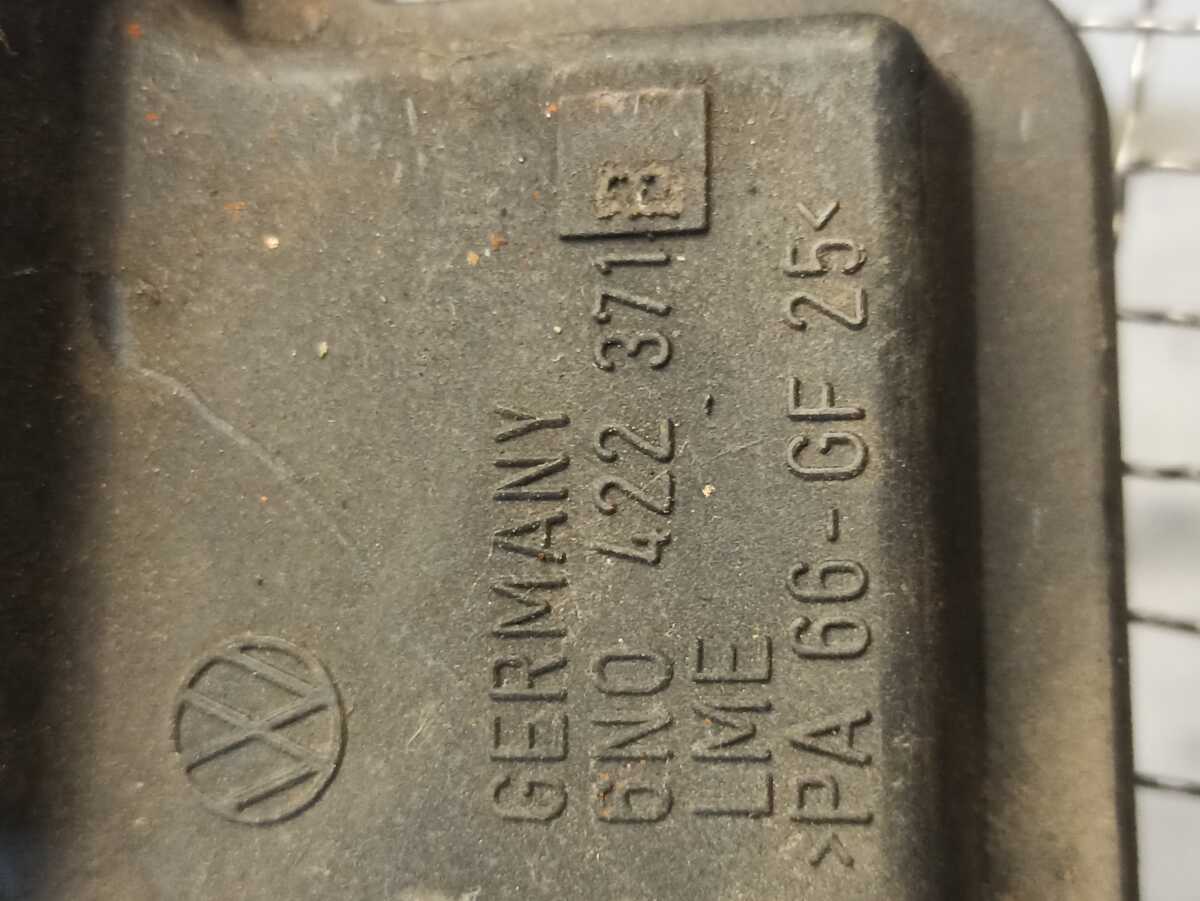 GERMANY
6N0 422 371 B
LME
>PA 66-GF 25<